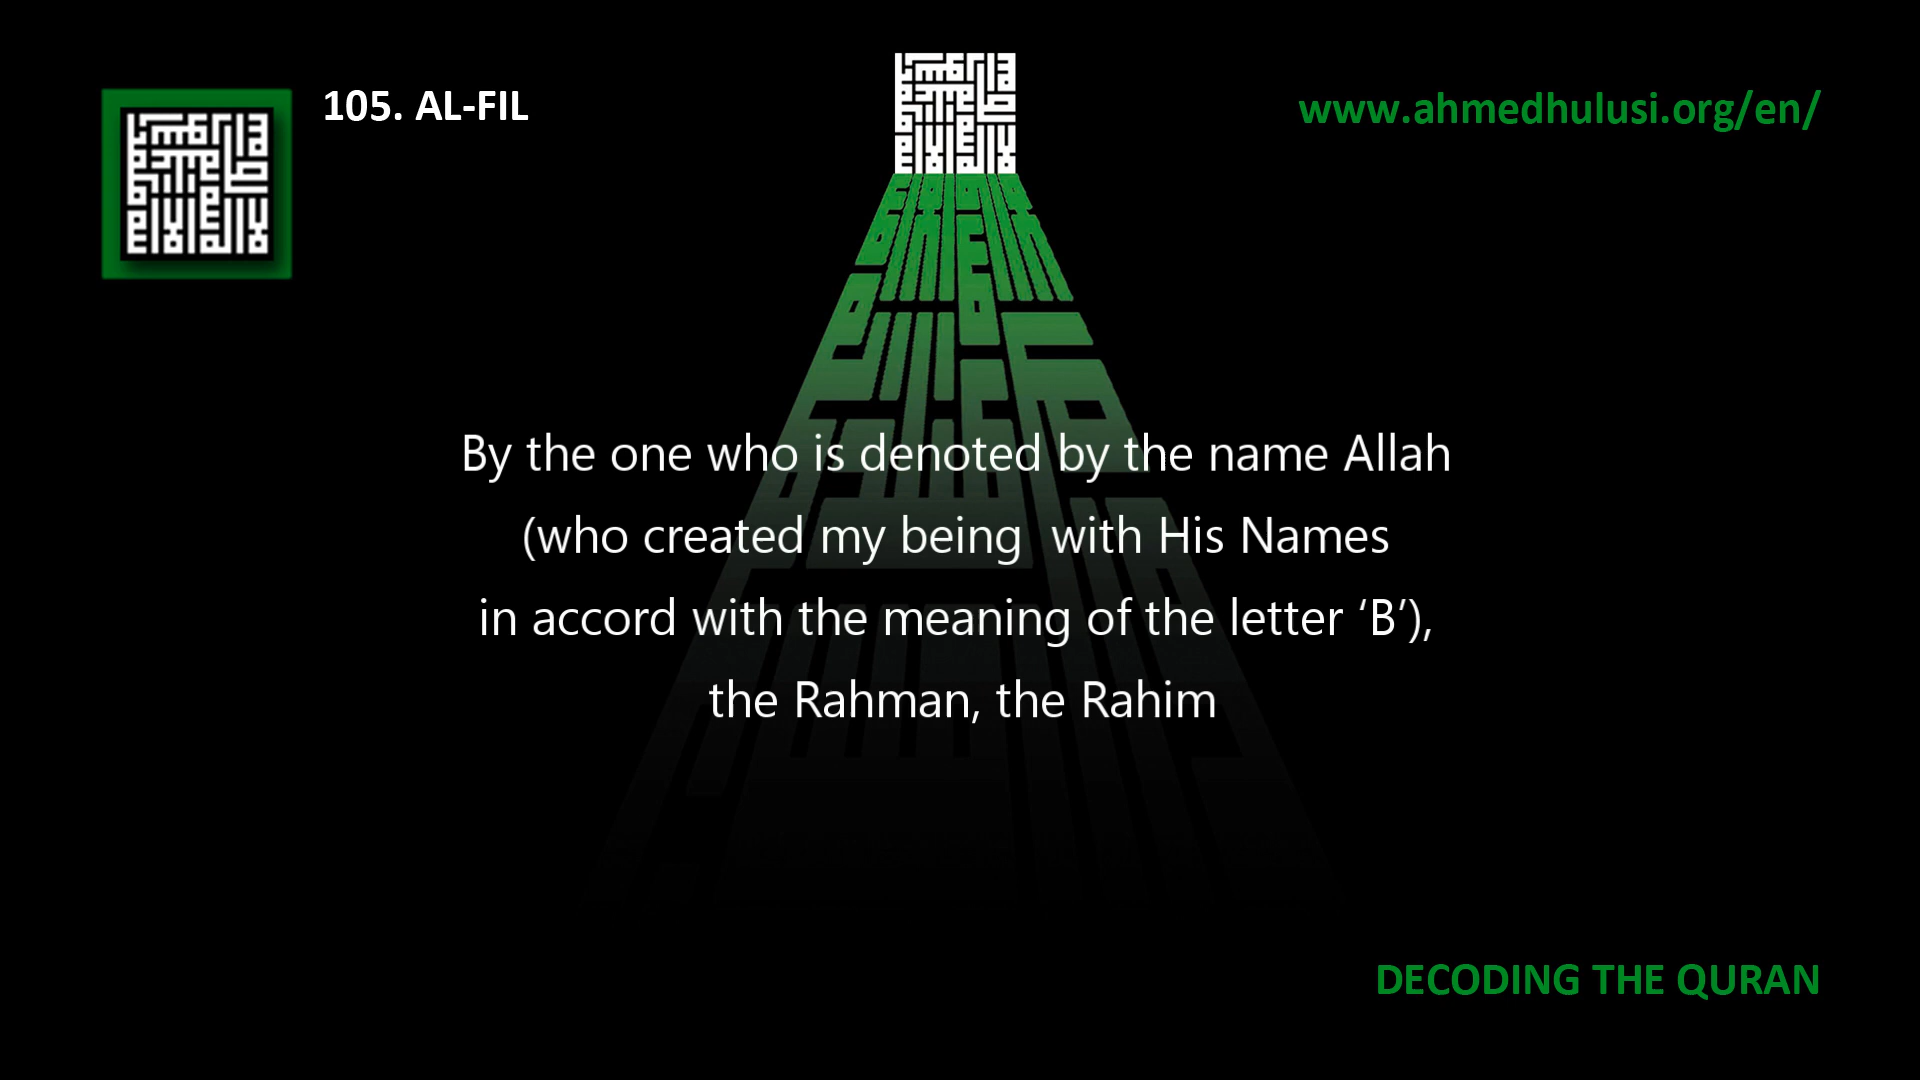 105. AL-FIL
www.ahmedhulusi.org/en/
By the one who is denoted by the name Allah
(who created my being  with His Names
in accord with the meaning of the letter ‘B’),
the Rahman, the Rahim
DECODING THE QURAN